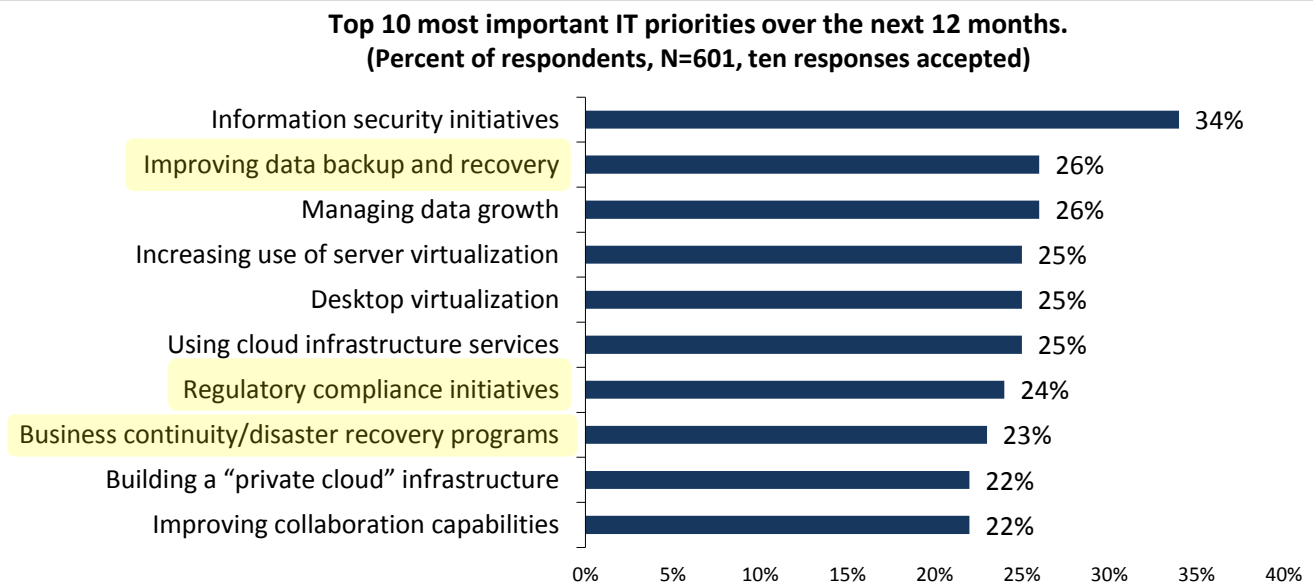 Top 10 most important IT priorities over the next 12 months.
(Percent of respondents, N=601, ten responses accepted)
Information security initiatives 34%
Improving data backup and recovery 26%
Managing data growth 26%
Increasing use of server virtualization 25%
Desktop virtualization 25%
Using cloud infrastructure services 25%
Regulatory compliance initiatives 24%
Business continuity/disaster recovery programs 23%
Building a “private cloud” infrastructure 22%
Improving collaboration capabilities 22%
0% 5% 10% 15% 20% 25% 30% 35% 40%